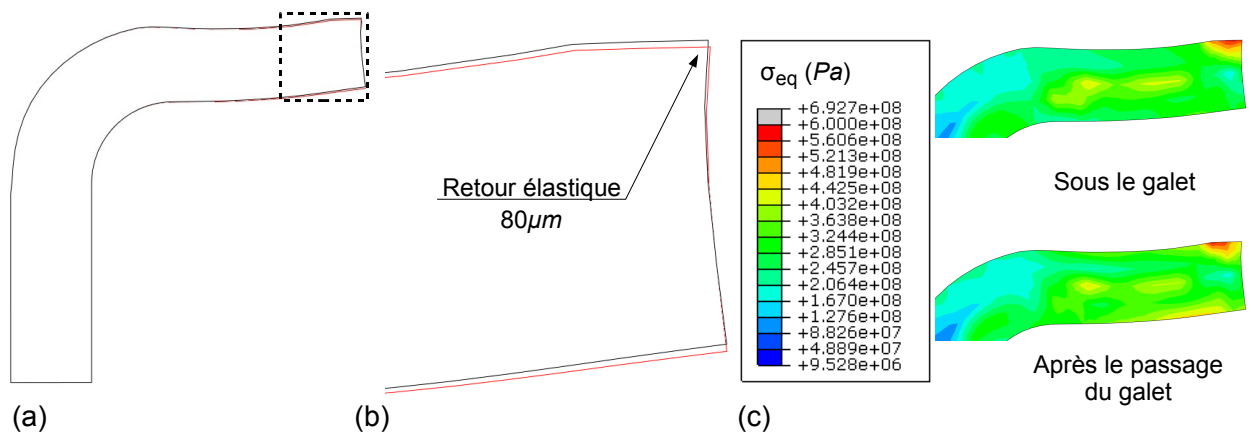 Retour élastique
80µm
σeq (Pa)
+6.927e+08
+6.000e+08
+5.606e+08
+5.213e+08
+4.819e+08
+4.425e+08
+4.032e+08
+3.638e+08
+3.244e+08
+2.851e+08
+2.457e+08
+2.064e+08
+1.670e+08
+1.276e+08
+8.826e+07
+4.889e+07
+9.528e+06
Sous le galet
Après le passage
du galet
(a)
(b)
(c)